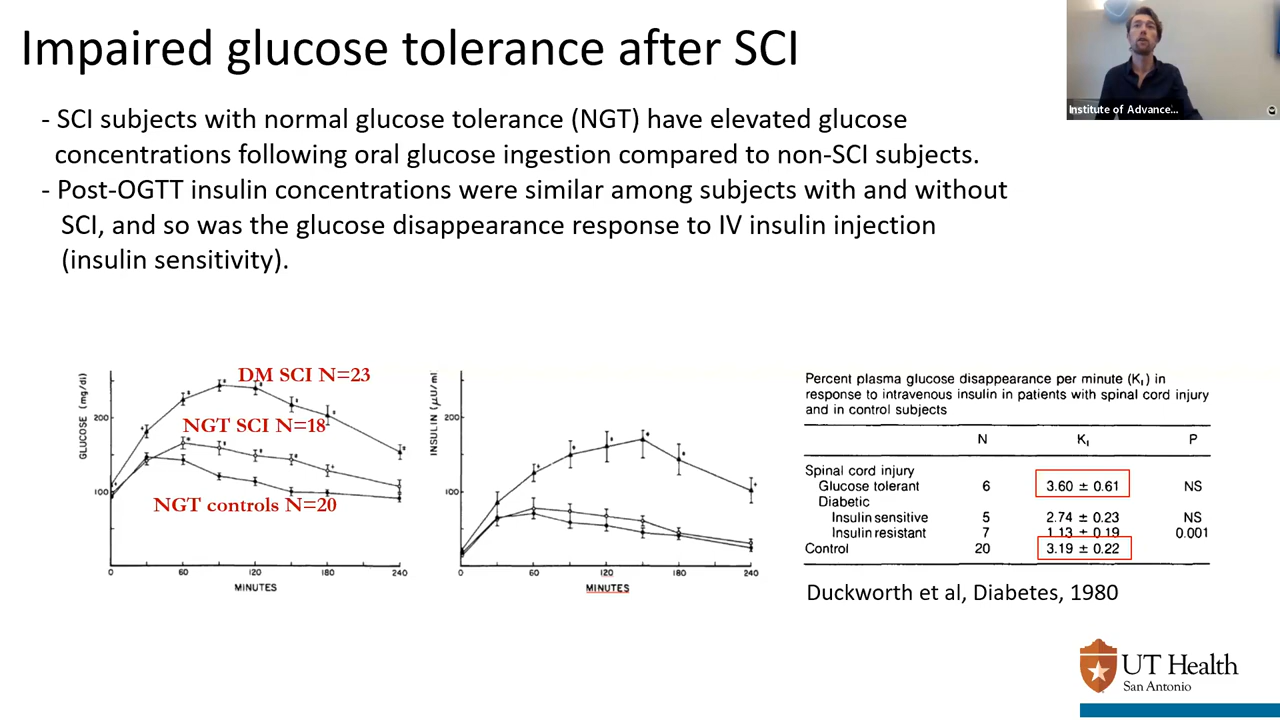 Impaired glucose tolerance after SCI
Institute of Advance...
- SCI subjects with normal glucose tolerance (NGT) have elevated glucose
concentrations following oral glucose ingestion compared to non-SCI subjects.
- Post-OGTT insulin concentrations were similar among subjects with and without
SCI, and so was the glucose disappearance response to IV insulin injection
(insulin sensitivity).
GLUCOSE (mg/dl)
200
100
DM SCI N=23
NGT SCI N=18
NGT controls N=20
0 60 120 180 240
MINUTES
INSULIN (μU/ml
200
100
0 60 120 180 240
MINUTES
Percent plasma glucose disappearance per minute (K₁) in
response to intravenous insulin in patients with spinal cord injury
and in control subjects
N K₁ P
Spinal cord injury
Glucose tolerant 6 3.60 ± 0.61 NS
Diabetic
Insulin sensitive 5 2.74 ± 0.23 NS
Insulin resistant 7 1.13 ± 0.19 0.001
Control 20 3.19 ± 0.22
Duckworth et al, Diabetes, 1980
UT Health
San Antonio